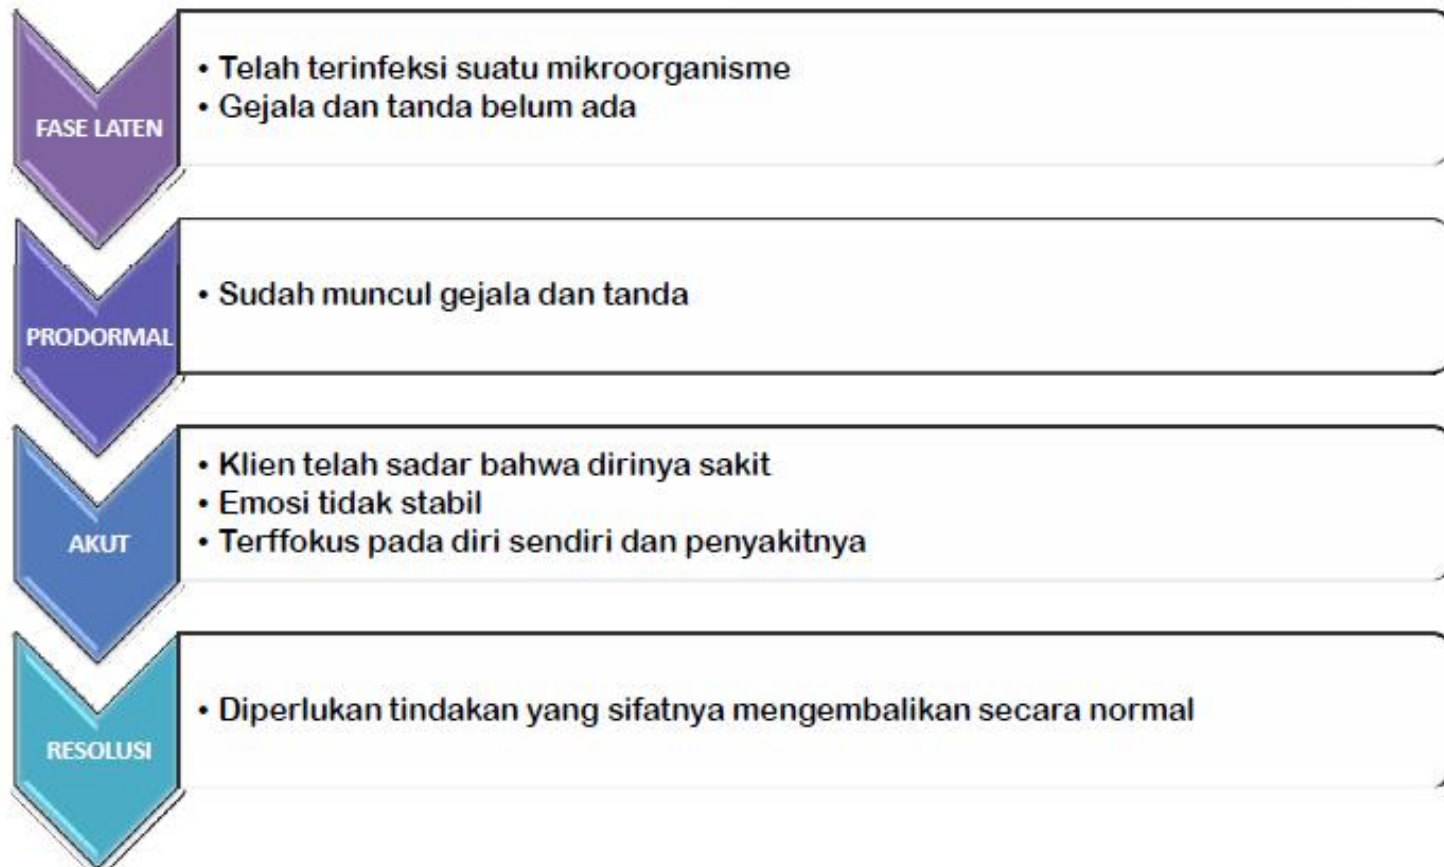 FASE LATEN
• Telah terinfeksi suatu mikroorganisme
• Gejala dan tanda belum ada
PRODORMAL
• Sudah muncul gejala dan tanda
AKUT
• Klien telah sadar bahwa dirinya sakit
• Emosi tidak stabil
• Terffokus pada diri sendiri dan penyakitnya
RESOLUSI
• Diperlukan tindakan yang sifatnya mengembalikan secara normal